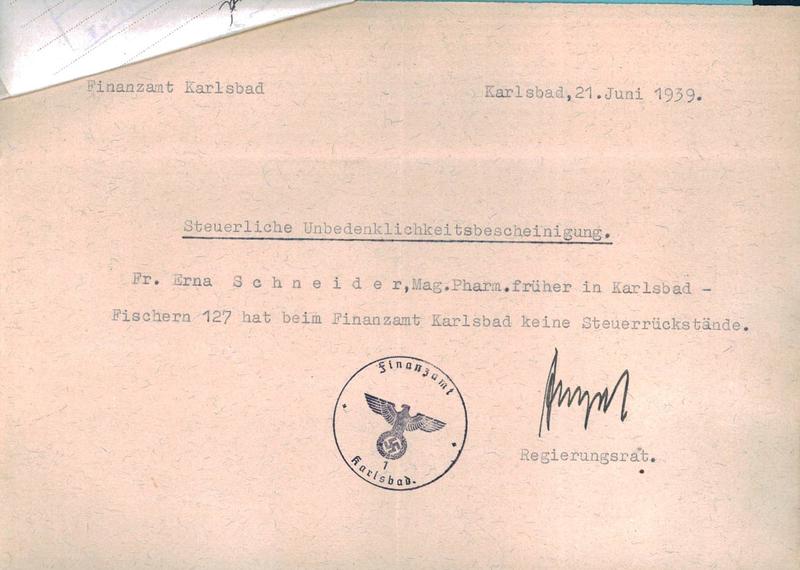 Finanzamt Karlsbad
Karlsbad, 21. Juni 1939.
Steuerliche Unbedenklichkeitsbescheinigung.
Fr. Erna S c h n e i d e r, Mag. Pharm. früher in Karlsbad -
Fischern 127 hat beim Finanzamt Karlsbad keine Steuerrückstände.
Finanzamt
1
Karlsbad.
Regierungsrat.